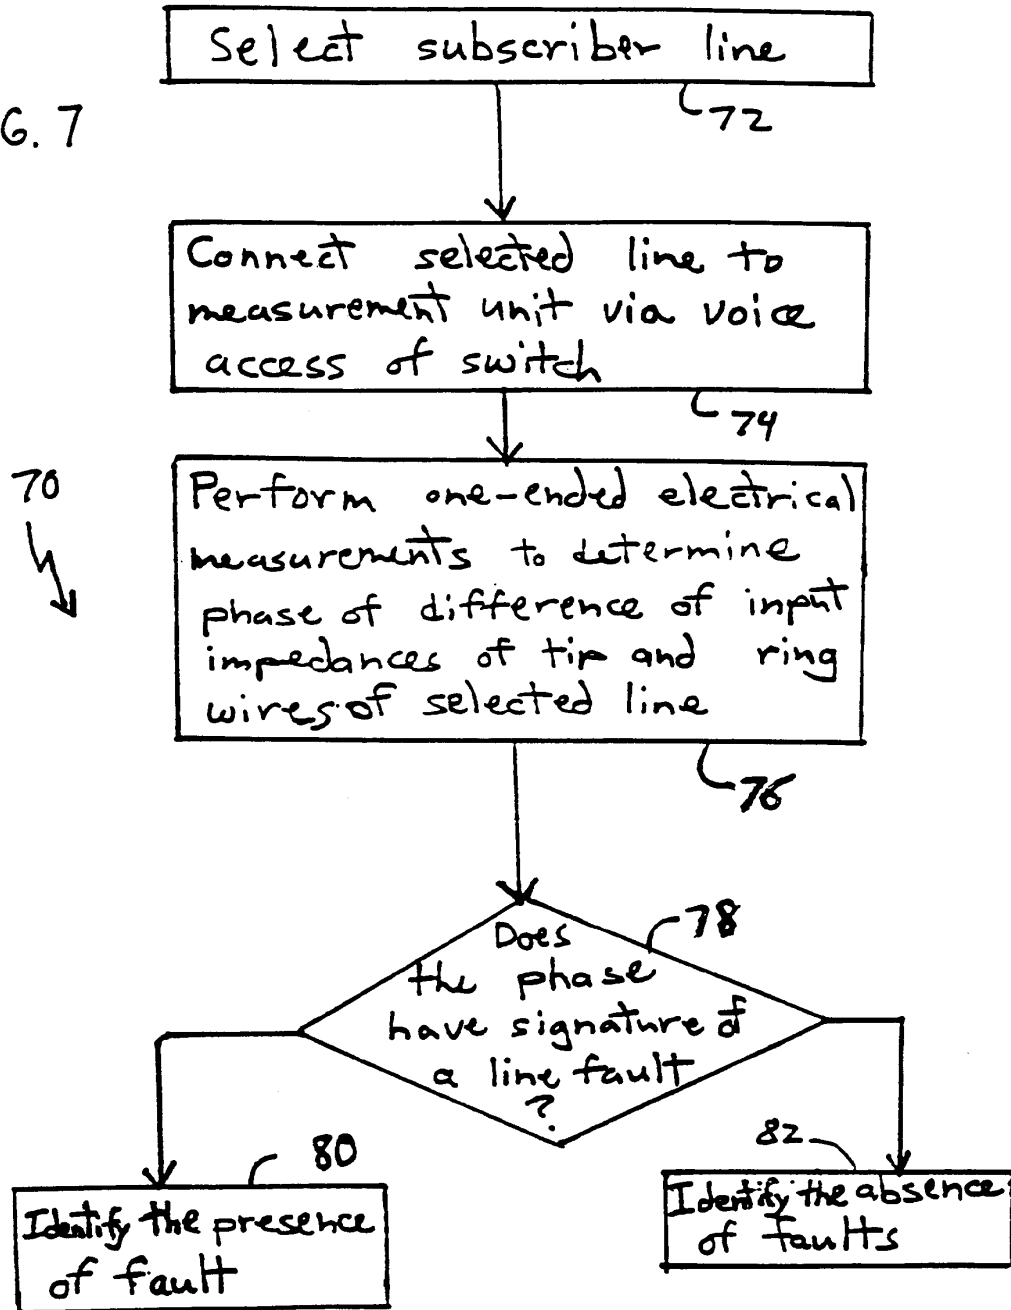 Select subscriber line
72
G. 7
Connect selected line to
measurement unit via voice
access of switch
74
70
Perform one-ended electrical
measurements to determine
phase of difference of input
impedances of tip and ring
wires of selected line
76
78
Does
the phase
have signature of
a line fault
?
80
82
Identify the presence
of fault
Identify the absence
of faults